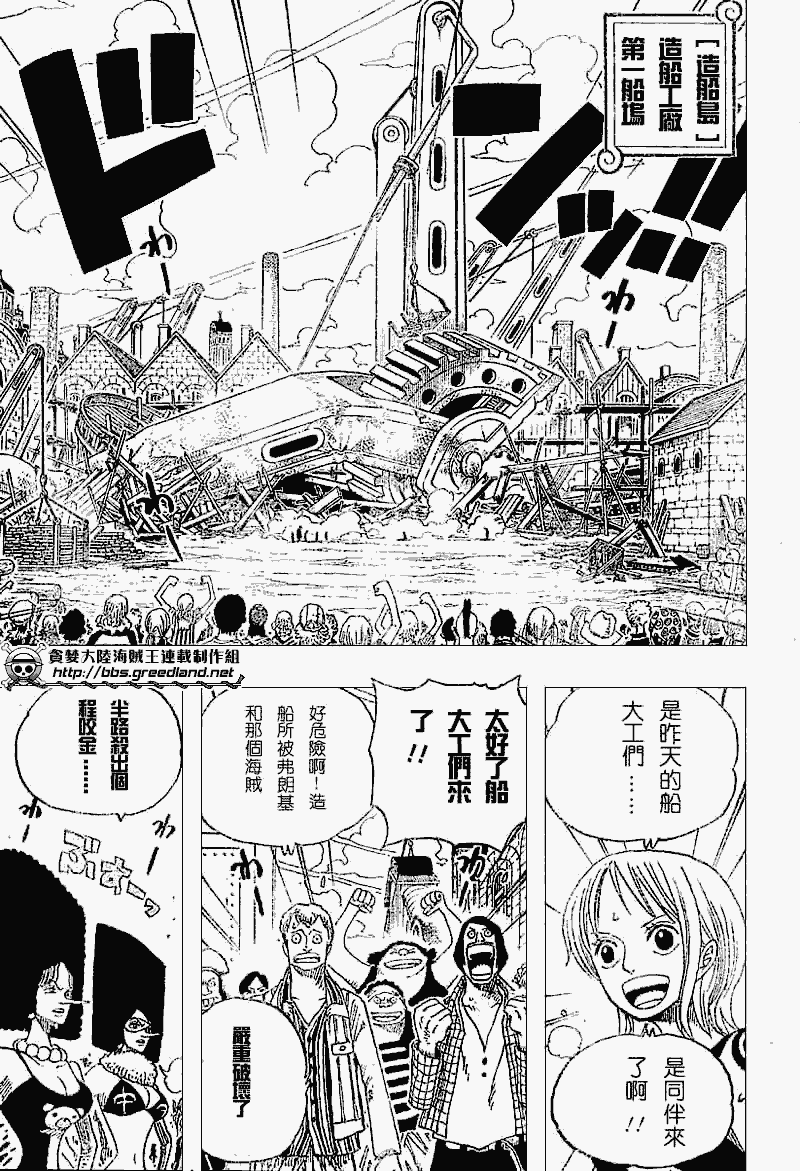 [造船島]
造船工廠
第一船塢
ドンッ
わー
わー
わー
貪婪大陸海賊王連載制作組
http://bbs.greedland.net
是昨天的船
大工們……
是同伴來
了啊!!
太好了船
大工們來
了!!
好危險啊!造
船所被弗朗基
和那個海賊
嚴重破壞了
わー
わー
半路殺出個
程咬金……
ぶすーッ
中